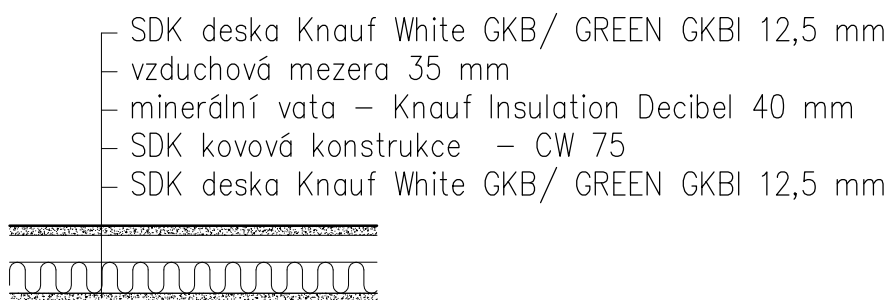 SDK deska Knauf White GKB/ GREEN GKBI 12,5 mm
vzduchová mezera 35 mm
minerální vata – Knauf Insulation Decibel 40 mm
SDK kovová konstrukce – CW 75
SDK deska Knauf White GKB/ GREEN GKBI 12,5 mm